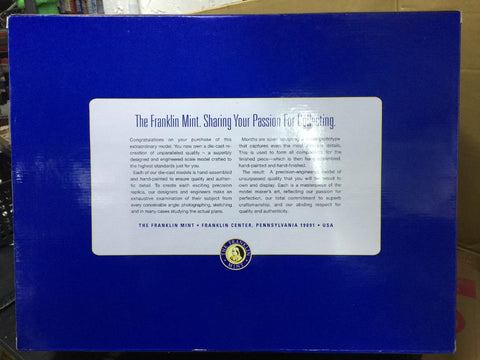 The Franklin Mint. Sharing Your Passion For Collecting.
Congratulations on your purchase of this
extraordinary model. You now own a die-cast re-
creation of unparalleled quality – a superbly
designed and engineered scale model crafted to
the highest standards just for you.
Each of our die-cast models is hand-assembled
and hand-painted to ensure quality and authen-
tic detail. To create each exciting precision
replica, our designers and engineers make an
exhaustive examination of their subject from
every conceivable angle: photographing, sketching
and in many cases studying the actual plans.
Months are spent sculpting a prototype
that captures even the most details.
This is used to form all components for the
finished piece—which is then hand-assembled,
hand-painted and hand-finished.
The result: A precision-engineered model of
unsurpassed quality that you will be proud to
own and display. Each is a masterpiece of the
model maker's art, reflecting our passion for
perfection, our total commitment to superb
craftsmanship, and our abiding respect for
quality and authenticity.
THE FRANKLIN MINT • FRANKLIN CENTER, PENNSYLVANIA 19091 • USA
THE FRANKLIN MINT